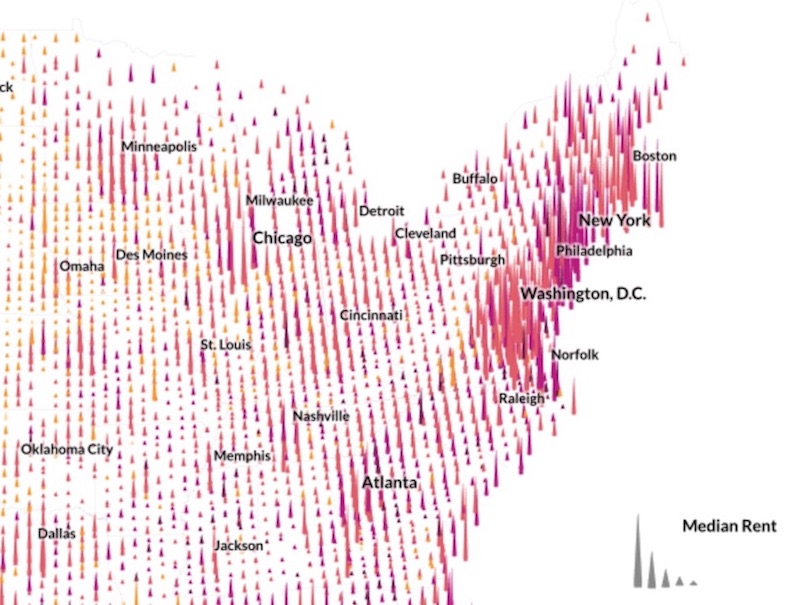 ck
Minneapolis
Boston
Buffalo
Milwaukee
Detroit
New York
Cleveland
Chicago
Philadelphia
Des Moines
Pittsburgh
Omaha
Washington, D.C.
Cincinnati
St. Louis
Norfolk
Raleigh
Nashville
Oklahoma City
Memphis
Atlanta
Median Rent
Dallas
Jackson